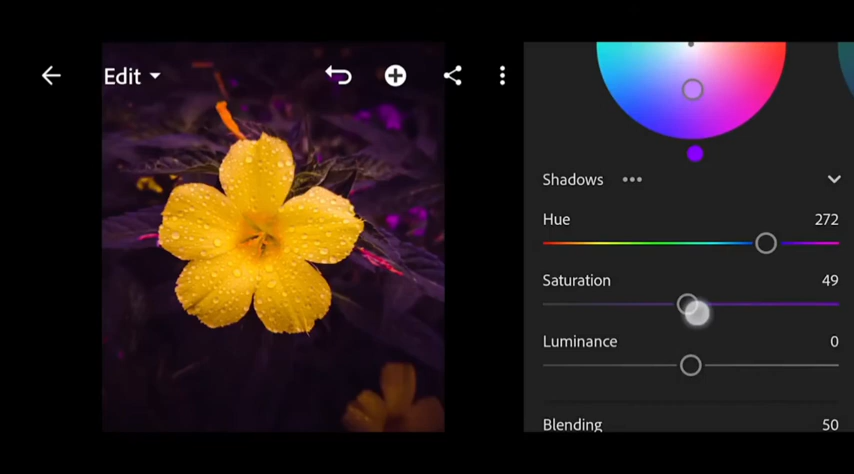 Edit
Shadows
Hue 272
Saturation 49
Luminance 0
Blending 50